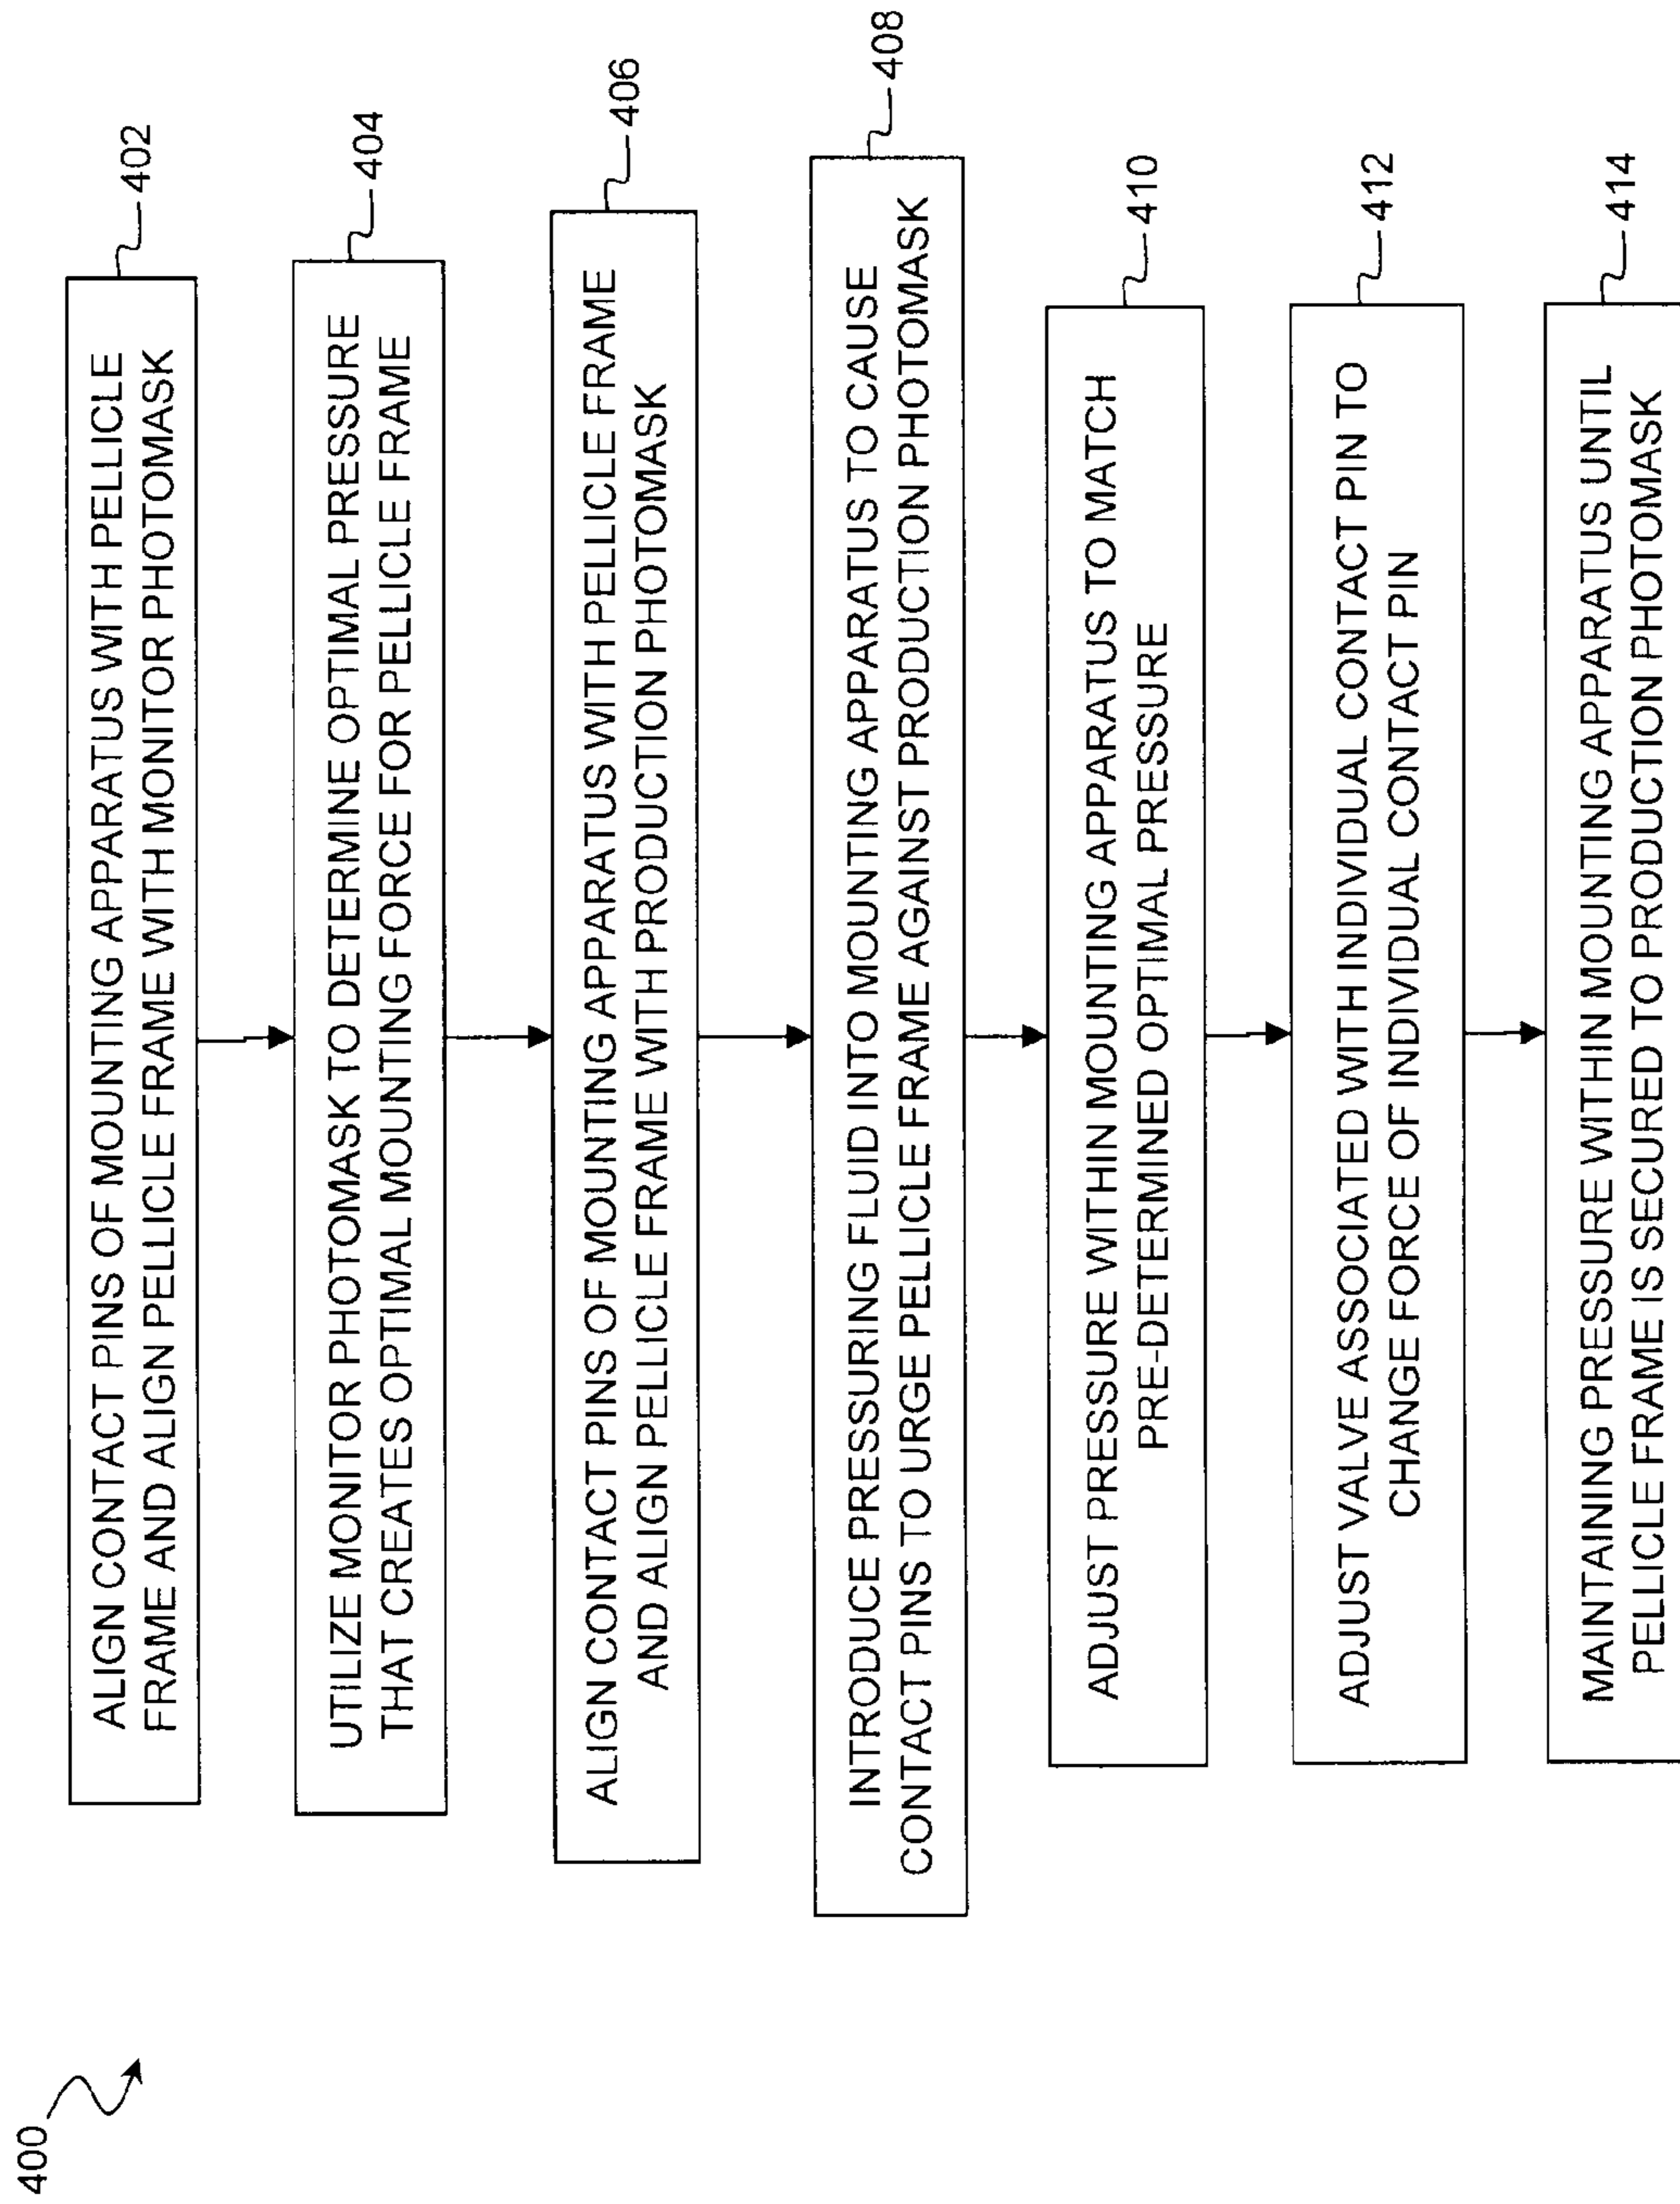 400
ALIGN CONTACT PINS OF MOUNTING APPARATUS WITH PELLICLE
FRAME AND ALIGN PELLICLE FRAME WITH MONITOR PHOTOMASK
402
UTILIZE MONITOR PHOTOMASK TO DETERMINE OPTIMAL PRESSURE
THAT CREATES OPTIMAL MOUNTING FORCE FOR PELLICLE FRAME
404
ALIGN CONTACT PINS OF MOUNTING APPARATUS WITH PELLICLE FRAME
AND ALIGN PELLICLE FRAME WITH PRODUCTION PHOTOMASK
406
INTRODUCE PRESSURING FLUID INTO MOUNTING APPARATUS TO CAUSE
CONTACT PINS TO URGE PELLICLE FRAME AGAINST PRODUCTION PHOTOMASK
408
ADJUST PRESSURE WITHIN MOUNTING APPARATUS TO MATCH
PRE-DETERMINED OPTIMAL PRESSURE
410
ADJUST VALVE ASSOCIATED WITH INDIVIDUAL CONTACT PIN TO
CHANGE FORCE OF INDIVIDUAL CONTACT PIN
412
MAINTAINING PRESSURE WITHIN MOUNTING APPARATUS UNTIL
PELLICLE FRAME IS SECURED TO PRODUCTION PHOTOMASK
414